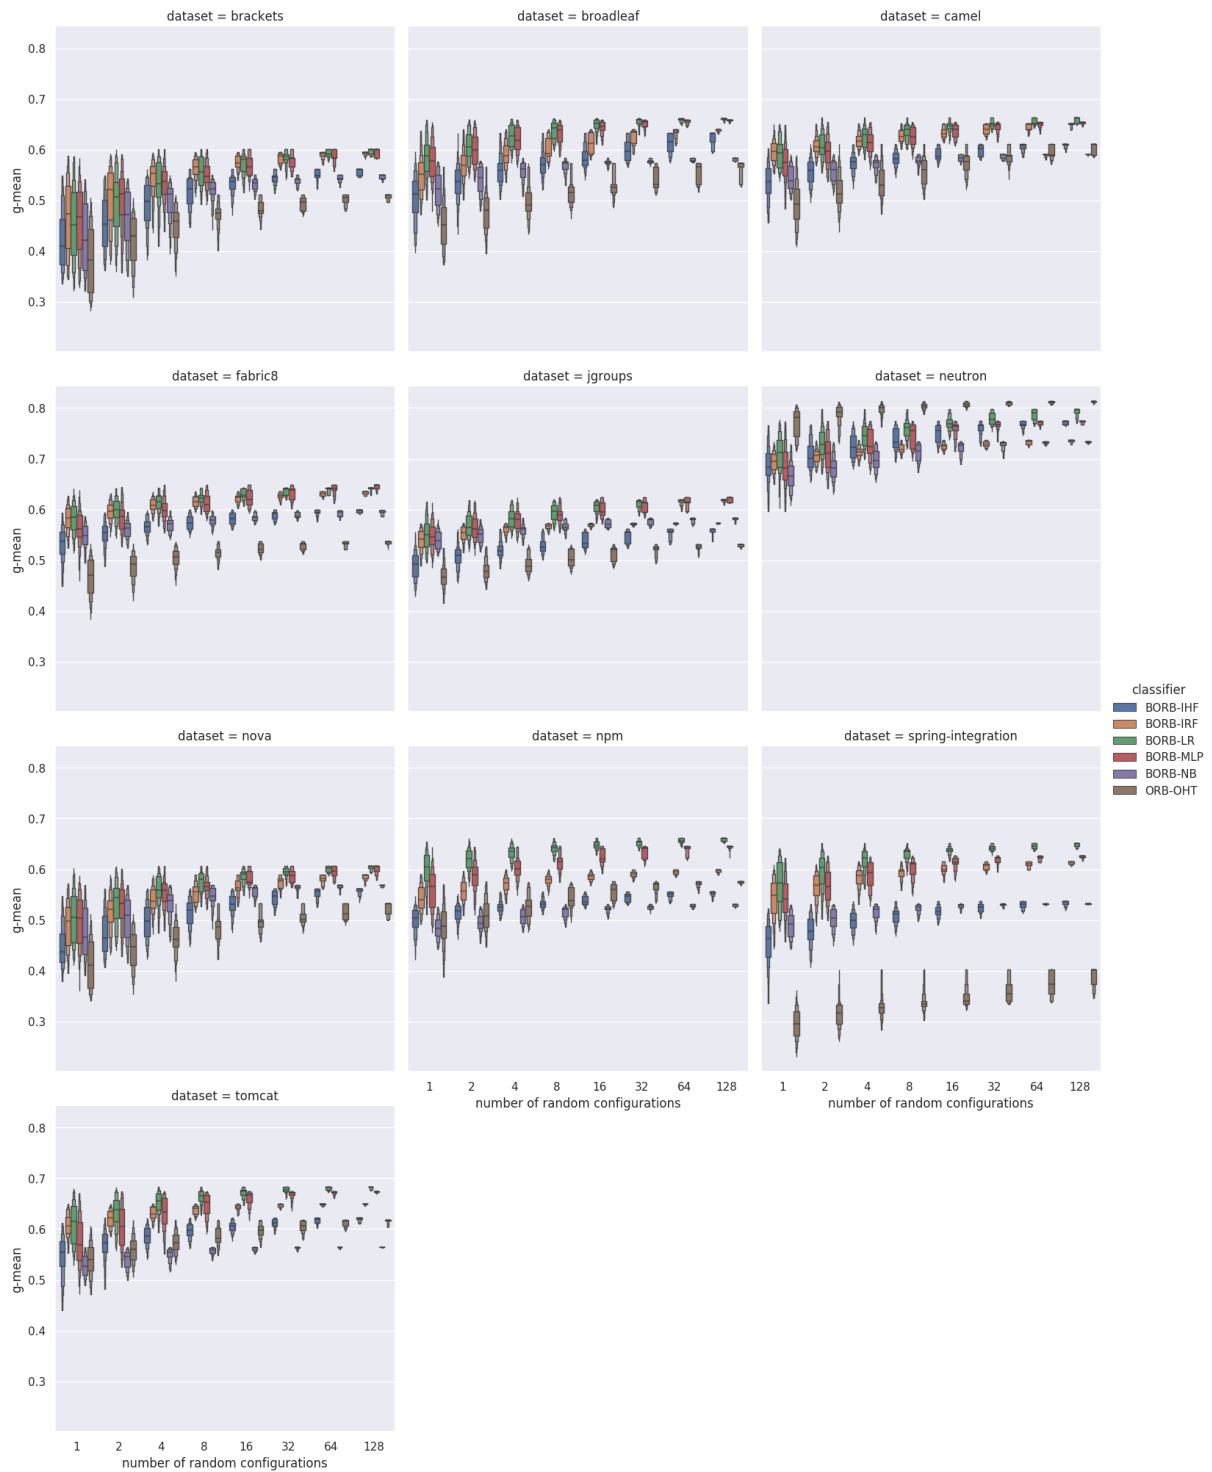 dataset = brackets
dataset = broadleaf
dataset = camel
0.8
0.7
0.6
0.5
0.4
0.3
g-mean
dataset = fabric8
dataset = jgroups
dataset = neutron
0.8
0.7
0.6
0.5
0.4
0.3
g-mean
classifier
BORB-IHF
BORB-IRF
BORB-LR
BORB-MLP
BORB-NB
ORB-OHT
dataset = nova
dataset = npm
dataset = spring-integration
0.8
0.7
0.6
0.5
0.4
0.3
g-mean
1 2 4 8 16 32 64 128
number of random configurations
1 2 4 8 16 32 64 128
number of random configurations
dataset = tomcat
0.8
0.7
0.6
0.5
0.4
0.3
g-mean
1 2 4 8 16 32 64 128
number of random configurations